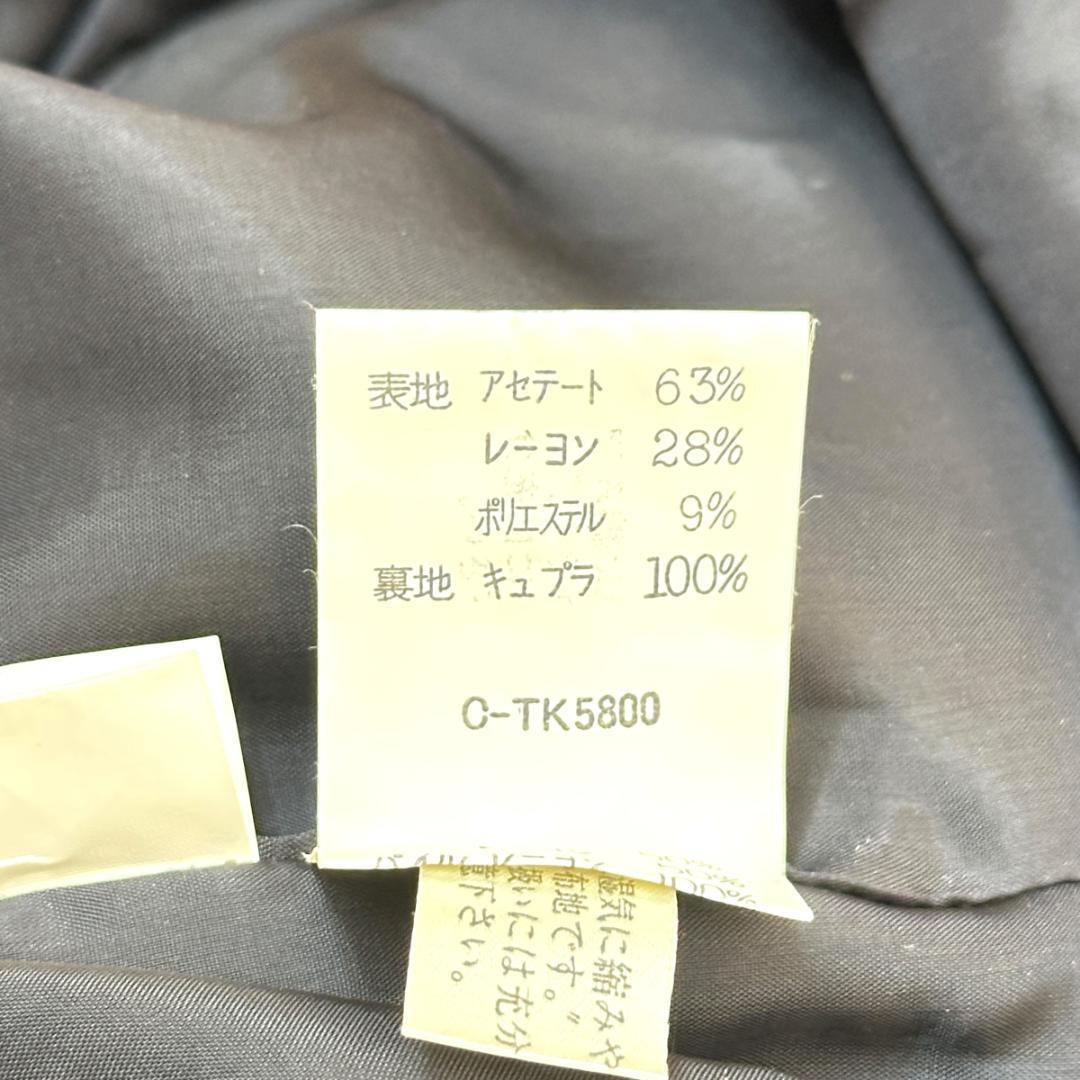 表地 アセテート 63%
レーヨン 28%
ポリエステル 9%
裏地 キュプラ 100%
C-TK5800
湿気に縮みや
布地です。"
扱いには充分
意下さい。